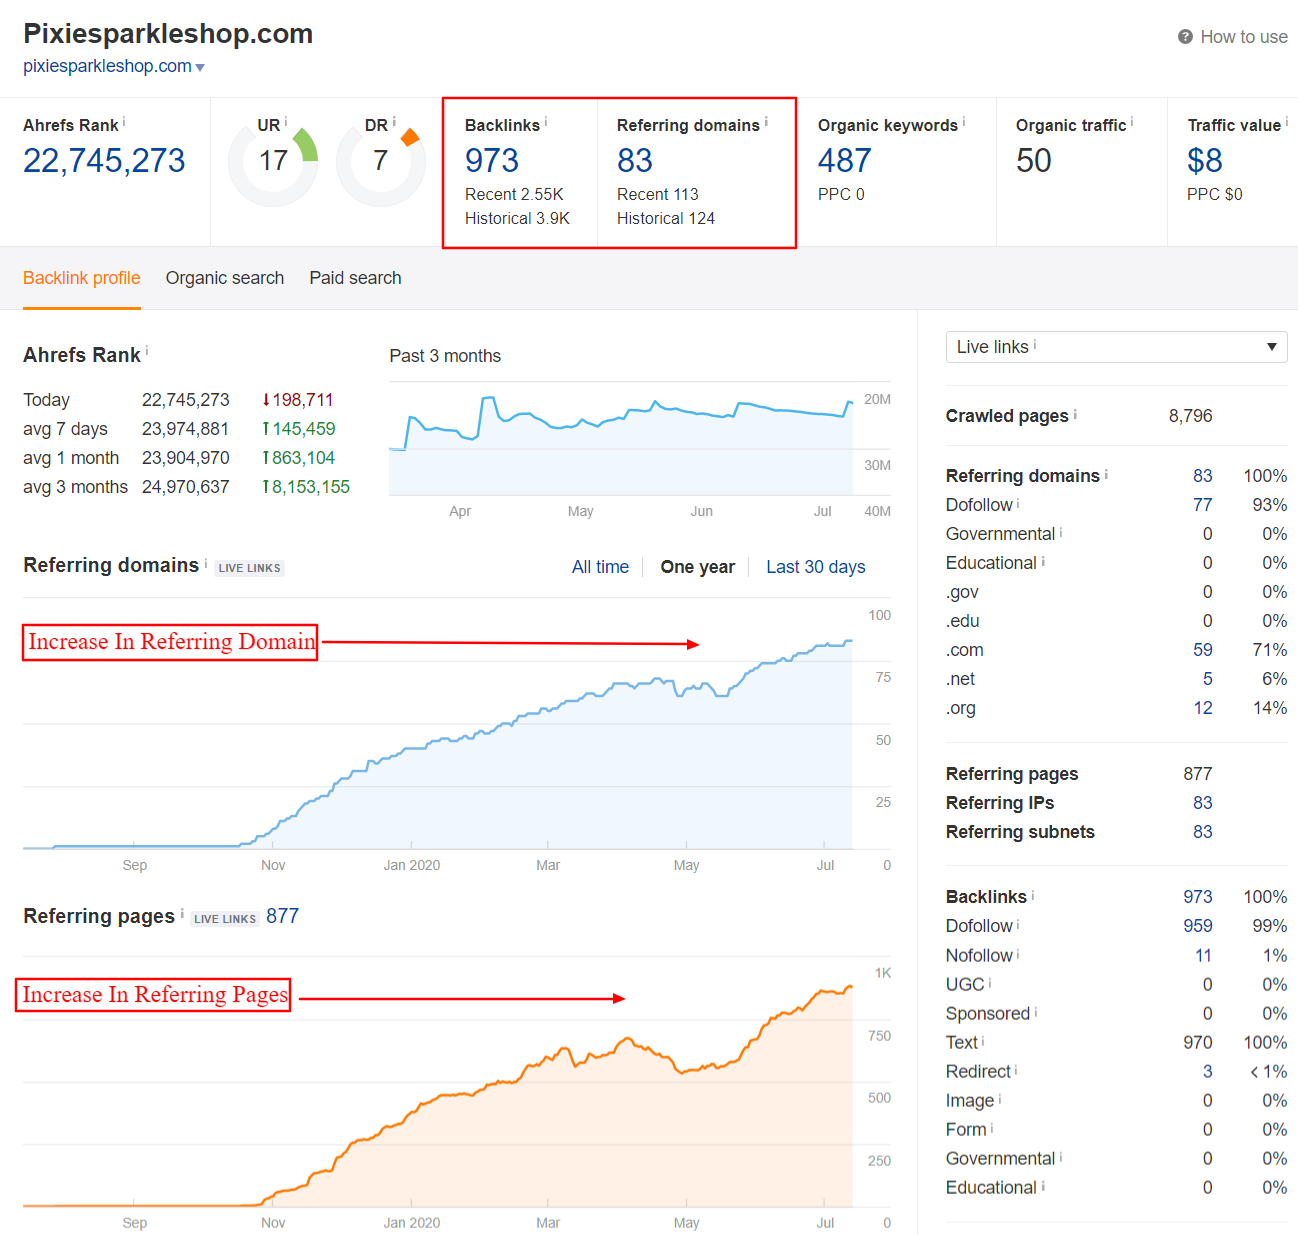 Pixiesparkleshop.com
How to use
pixiesparkleshop.com
Ahrefs Rank
22,745,273
UR
17
DR
7
Backlinks
973
Recent 2.55K
Historical 3.9K
Referring domains
83
Recent 113
Historical 124
Organic keywords
487
PPC 0
Organic traffic
50
Traffic value
$8
PPC $0
Backlink profile Organic search Paid search
Ahrefs Rank
Today 22,745,273 ↓198,711
avg 7 days 23,974,881 ↑145,459
avg 1 month 23,904,970 ↑863,104
avg 3 months 24,970,637 ↑8,153,155
Past 3 months
20M
30M
40M
Apr May Jun Jul
Referring domains LIVE LINKS
All time One year Last 30 days
Increase In Referring Domain
100
75
50
25
0
Sep Nov Jan 2020 Mar May Jul
Referring pages LIVE LINKS 877
Increase In Referring Pages
1K
750
500
250
0
Sep Nov Jan 2020 Mar May Jul
Live links
Crawled pages 8,796
Referring domains 83 100%
Dofollow 77 93%
Governmental 0 0%
Educational 0 0%
.gov 0 0%
.edu 0 0%
.com 59 71%
.net 5 6%
.org 12 14%
Referring pages 877
Referring IPs 83
Referring subnets 83
Backlinks 973 100%
Dofollow 959 99%
Nofollow 11 1%
UGC 0 0%
Sponsored 0 0%
Text 970 100%
Redirect 3 < 1%
Image 0 0%
Form 0 0%
Governmental 0 0%
Educational 0 0%